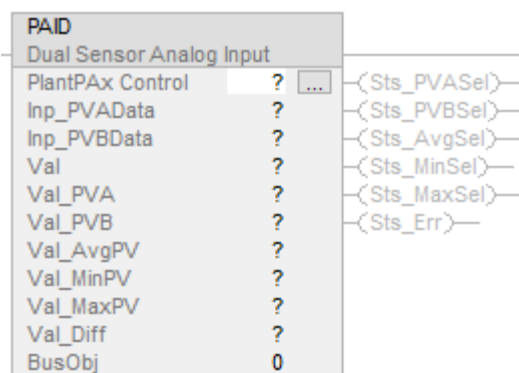 PAID
Dual Sensor Analog Input
PlantPAx Control ? ... (Sts_PVASel)
Inp_PVAData ? (Sts_PVBSel)
Inp_PVBData ? (Sts_AvgSel)
Val ? (Sts_MinSel)
Val_PVA ? (Sts_MaxSel)
Val_PVB ? (Sts_Err)
Val_AvgPV ?
Val_MinPV ?
Val_MaxPV ?
Val_Diff ?
BusObj 0